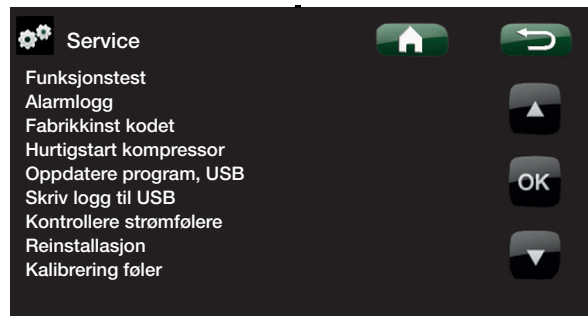 Service
Funksjonstest
Alarmlogg
Fabrikkinst kodet
Hurtigstart kompressor
Oppdatere program, USB
Skriv logg til USB
OK
Kontrollere strømfølere
Reinstallasjon
Kalibrering føler